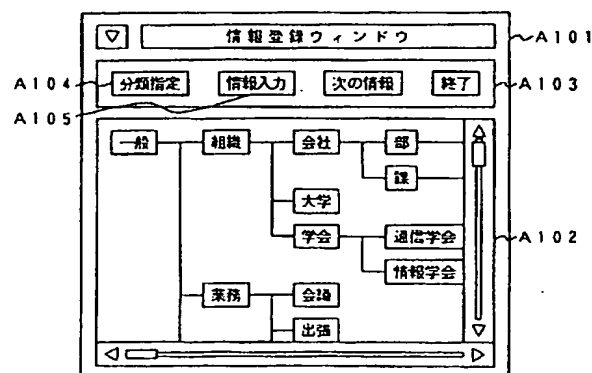 情報登録ウィンドウ
A101
A104
分類指定 情報入力 次の情報 終了
A103
A105
一般 組織 会社 部
課
大学
A102
学会 通信学会
情報学会
業務 会議
出張